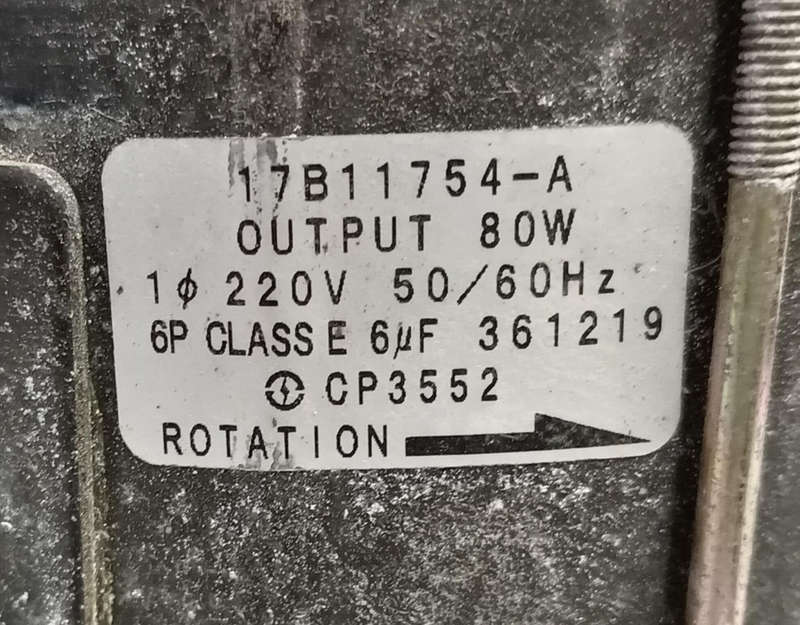 17B11754-A
OUTPUT 80W
1ϕ 220V 50/60Hz
6P CLASS E 6μF 361219
CP3552
ROTATION